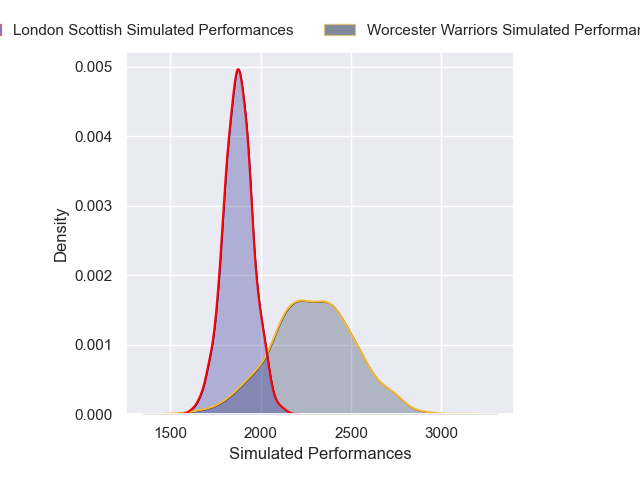 London Scottish Simulated Performances
Worcester Warriors Simulated
0.005
0.004
0.003
0.002
0.001
0.000
Density
1500 2000 2500 3000
Simulated Performances